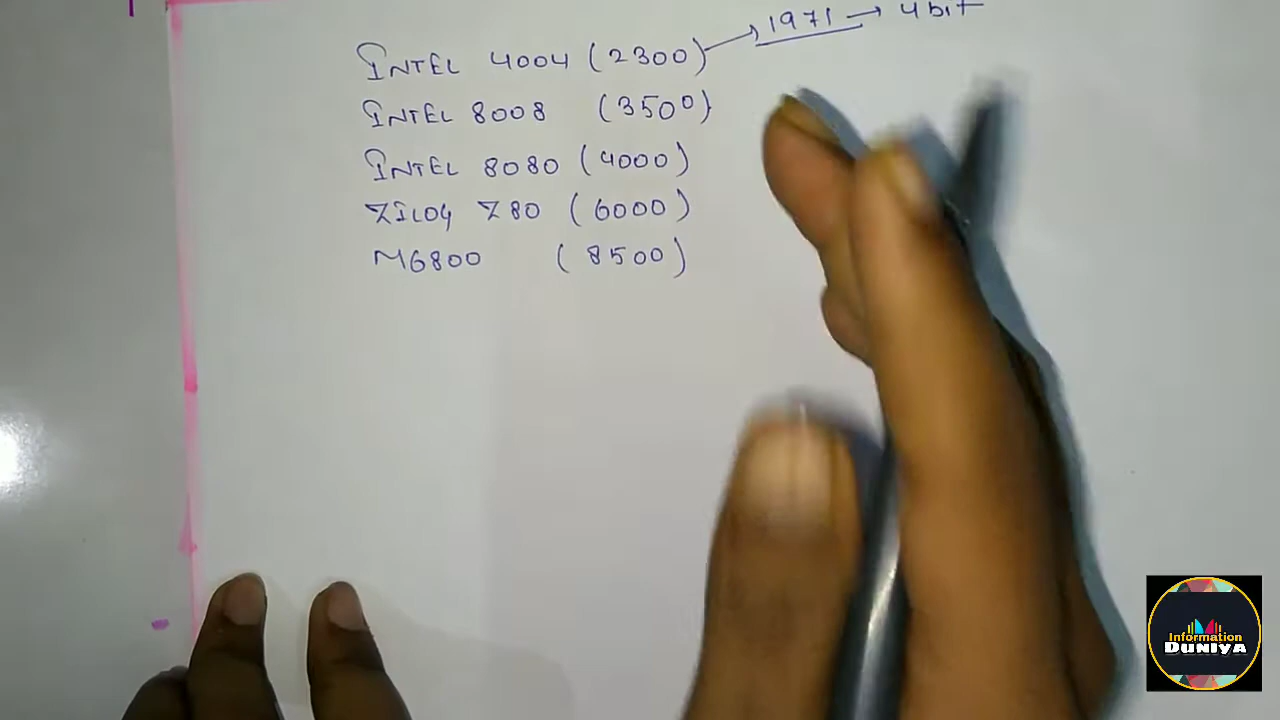 INTEL 4004 (2300) → 1971 → 4 bit
INTEL 8008 (3500)
INTEL 8080 (4000)
ZILOG Z80 (6000)
M6800 (8500)
Information
Duniya